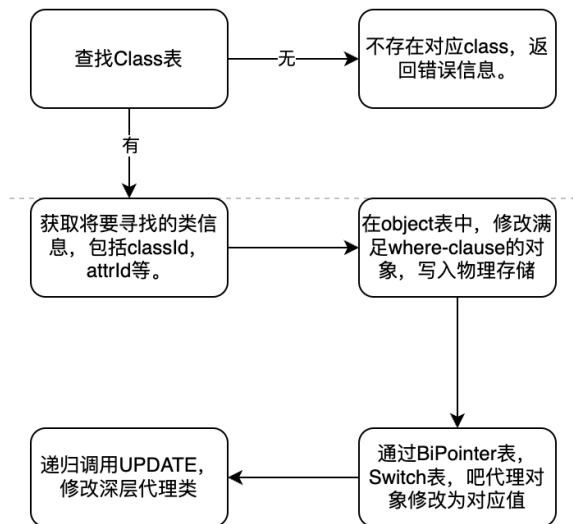 查找Class表
无
不存在对应class，返
回错误信息。
有
获取将要寻找的类信
息，包括classId，
attrId等。
在object表中，修改满
足where-clause的对
象，写入物理存储
递归调用UPDATE，
修改深层代理类
通过BiPointer表，
Switch表，吧代理对
象修改为对应值